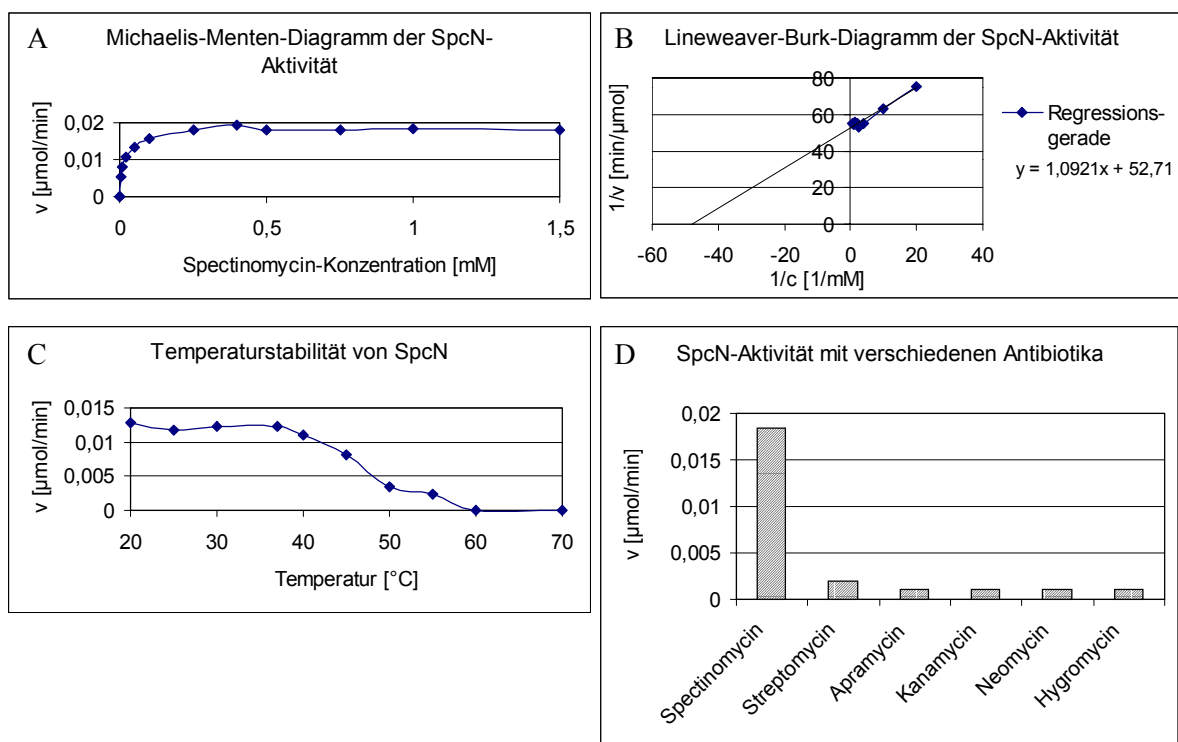 A
Michaelis-Menten-Diagramm der SpcN-
Aktivität
v [µmol/min]
0,02
0,01
0
0
0,5
1
1,5
Spectinomycin-Konzentration [mM]
B
Lineweaver-Burk-Diagramm der SpcN-Aktivität
1/v [min/µmol]
80
60
40
20
0
-60
-40
-20
0
20
40
1/c [1/mM]
Regressions-
gerade
y = 1,0921x + 52,71
C
Temperaturstabilität von SpcN
v [µmol/min]
0,015
0,01
0,005
0
20
30
40
50
60
70
Temperatur [°C]
D
SpcN-Aktivität mit verschiedenen Antibiotika
v [µmol/min]
0,02
0,015
0,01
0,005
0
Spectinomycin
Streptomycin
Apramycin
Kanamycin
Neomycin
Hygromycin